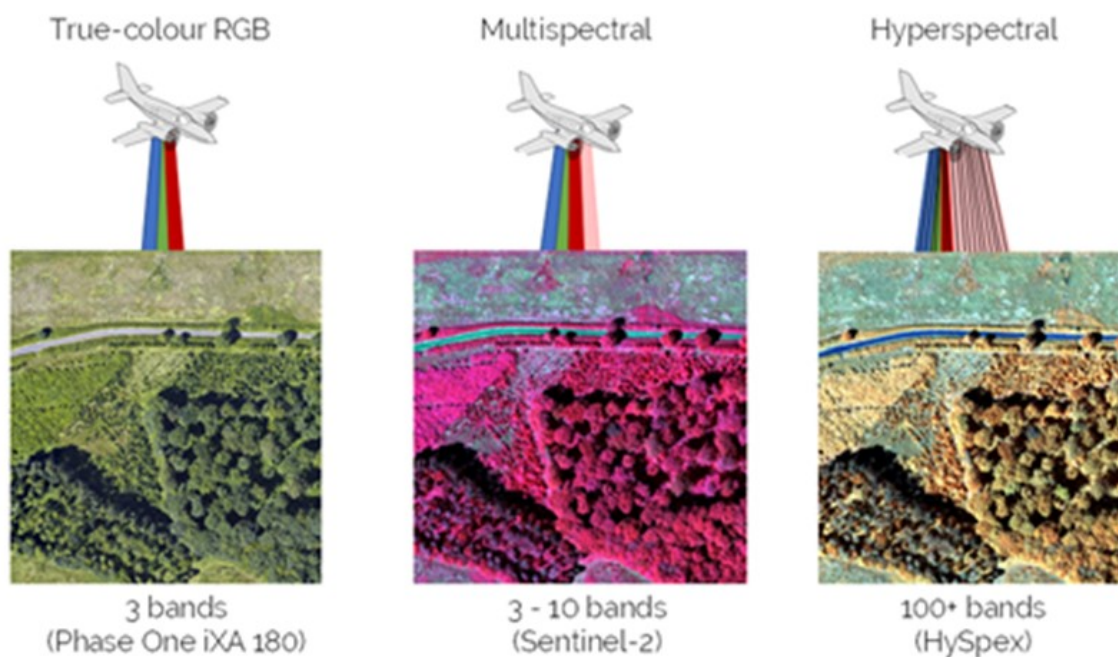 True-colour RGB
Multispectral
Hyperspectral
3 bands
(Phase One iXA 180)
3 - 10 bands
(Sentinel-2)
100+ bands
(HySpex)